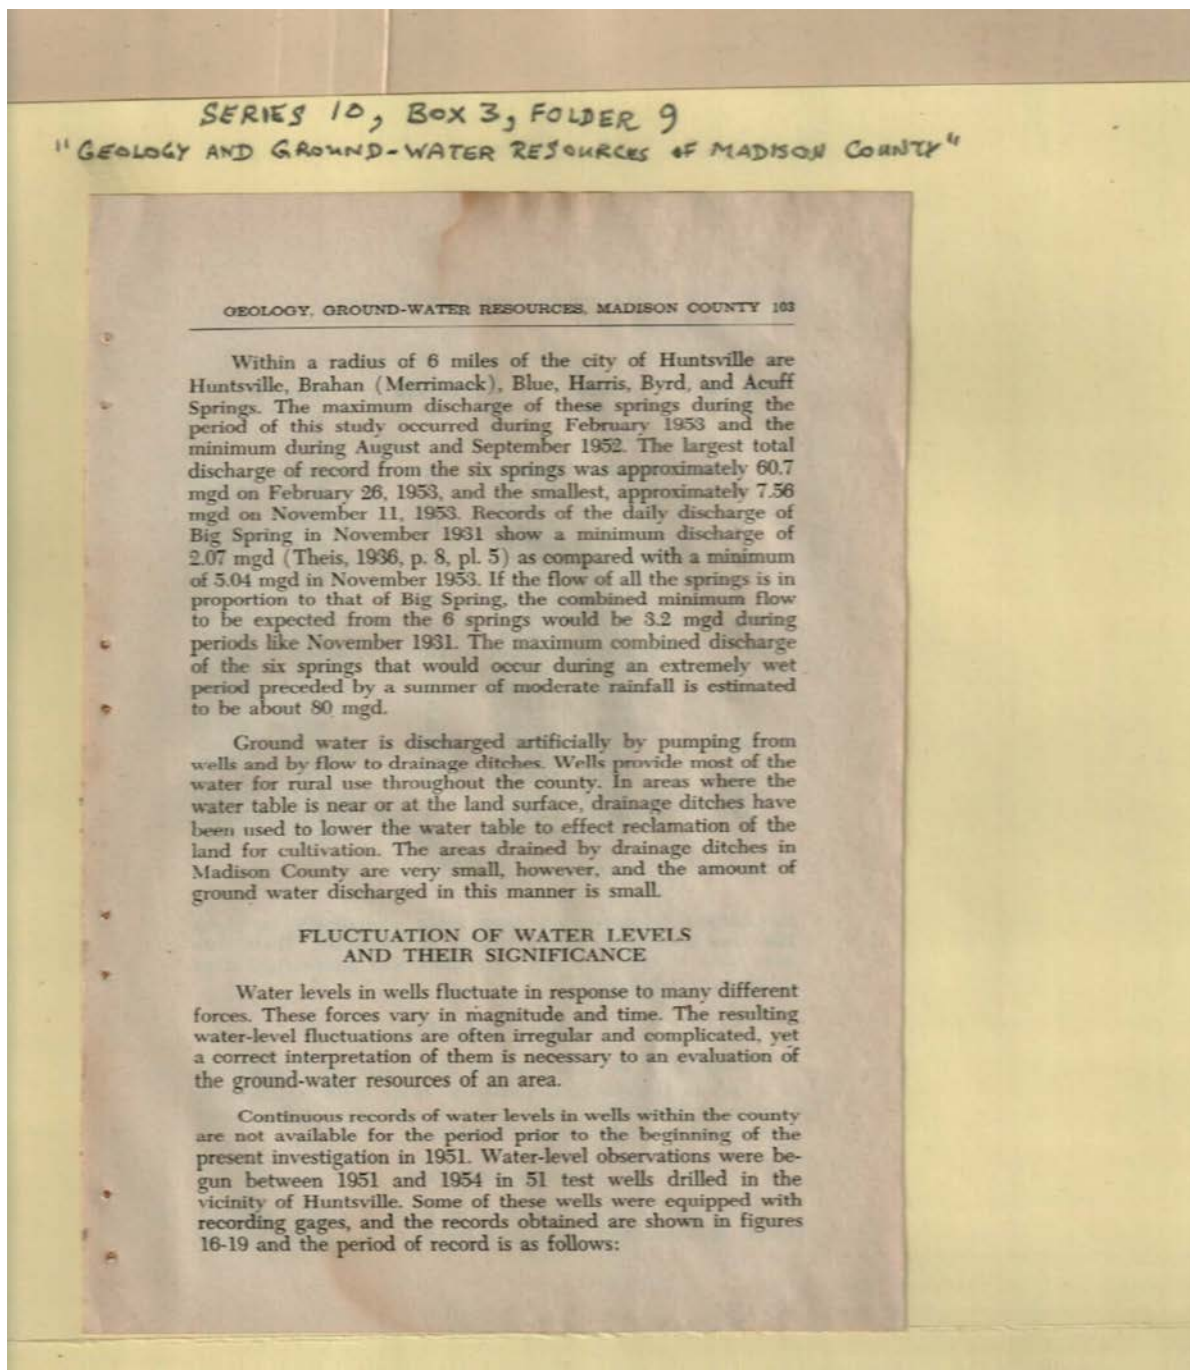 SERIES 10, BOX 3, FOLDER 9
"GEOLOGY AND GROUND-WATER RESOURCES OF MADISON COUNTY"
GEOLOGY, GROUND-WATER RESOURCES, MADISON COUNTY 103
Within a radius of 6 miles of the city of Huntsville are
Huntsville, Brahan (Merrimack), Blue, Harris, Byrd, and Acuff
Springs. The maximum discharge of these springs during the
period of this study occurred during February 1953 and the
minimum during August and September 1952. The largest total
discharge of record from the six springs was approximately 60.7
mgd on February 26, 1953, and the smallest, approximately 7.56
mgd on November 11, 1953. Records of the daily discharge of
Big Spring in November 1931 show a minimum discharge of
2.07 mgd (Theis, 1936, p. 8, pl. 5) as compared with a minimum
of 5.04 mgd in November 1953. If the flow of all the springs is in
proportion to that of Big Spring, the combined minimum flow
to be expected from the 6 springs would be 3.2 mgd during
periods like November 1931. The maximum combined discharge
of the six springs that would occur during an extremely wet
period preceded by a summer of moderate rainfall is estimated
to be about 80 mgd.
Ground water is discharged artificially by pumping from
wells and by flow to drainage ditches. Wells provide most of the
water for rural use throughout the county. In areas where the
water table is near or at the land surface, drainage ditches have
been used to lower the water table to effect reclamation of the
land for cultivation. The areas drained by drainage ditches in
Madison County are very small, however, and the amount of
ground water discharged in this manner is small.
FLUCTUATION OF WATER LEVELS
AND THEIR SIGNIFICANCE
Water levels in wells fluctuate in response to many different
forces. These forces vary in magnitude and time. The resulting
water-level fluctuations are often irregular and complicated, yet
a correct interpretation of them is necessary to an evaluation of
the ground-water resources of an area.
Continuous records of water levels in wells within the county
are not available for the period prior to the beginning of the
present investigation in 1951. Water-level observations were be-
gun between 1951 and 1954 in 51 test wells drilled in the
vicinity of Huntsville. Some of these wells were equipped with
recording gages, and the records obtained are shown in figures
16-19 and the period of record is as follows: